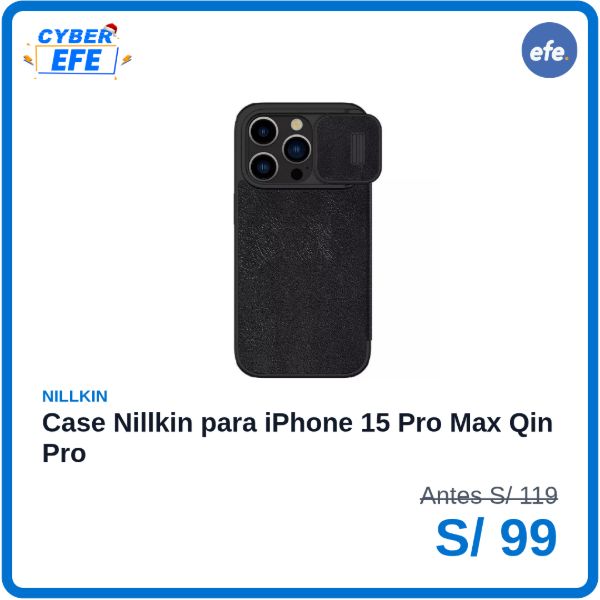 CYBER
EFE
efe.
NILLKIN
Case Nillkin para iPhone 15 Pro Max Qin
Pro
Antes S/ 119
S/ 99